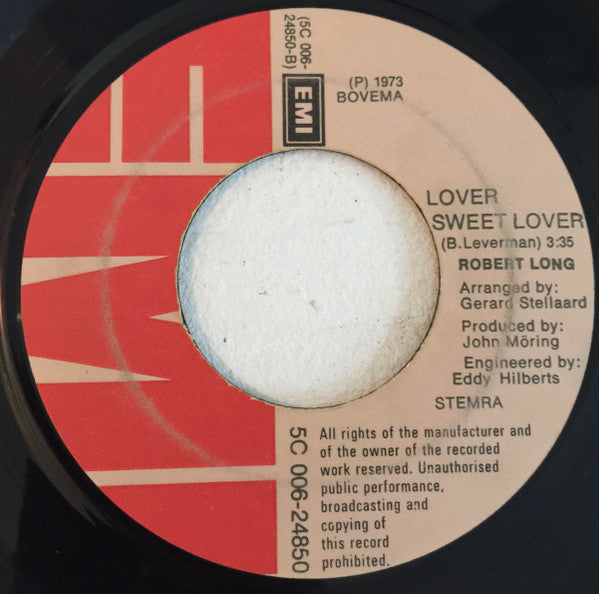 (5C 006-
24850-B)
EMI
(P) 1973
BOVEMA
LOVER
SWEET LOVER
(B.Leverman) 3:35
ROBERT LONG
Arranged by:
Gerard Stellaard
Produced by:
John Möring
Engineered by:
Eddy Hilberts
STEMRA
5C 006-24850
All rights of the manufacturer and
of the owner of the recorded
work reserved. Unauthorised
public performance,
broadcasting and
copying of
this record
prohibited.